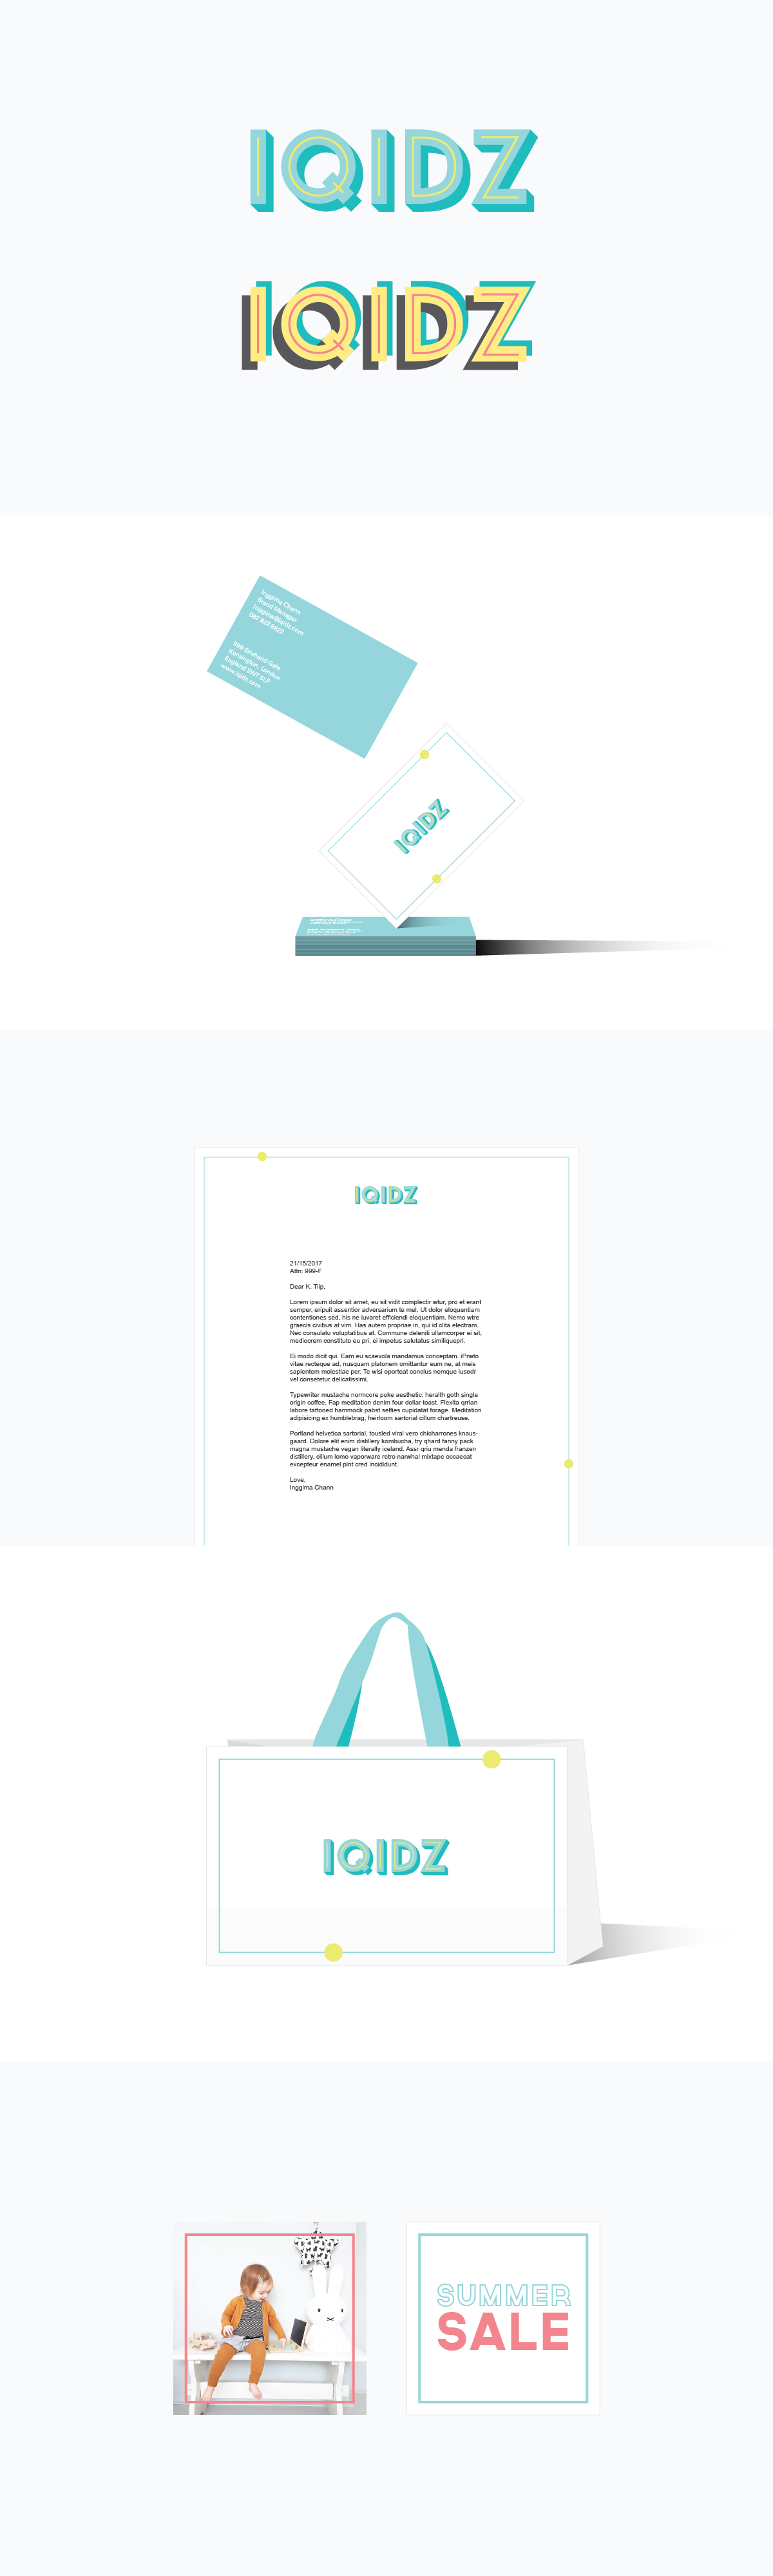 IQIDZ
IQIDZ
Inggima Chann
Brand Manager
inggima@iqidz.com
Kensington, London
England SW7 5LP
www.iqidz.com
IQIDZ
IQIDZ
21/15/2017
Attn: 999-F
Dear K. Tiip,
Lorem ipsum dolor sit amet, eu sit vidit complectir wtur, pro et erant
semper, eripuit assentior adversarium te mel. Ut dolor eloquentiam
contentiones sed, his ne iuvaret efficiendi eloquentiam. Nemo wtre
graecis civibus at vim. Has autem propriae in, qui id clita electram.
Nec consulatu voluptatibus at. Commune deleniti ullamcorper ei sit,
mediocrem constituto eu pri, ei impetus salutatus similiquepri.
Ei modo dicit qui. Eam eu scaevola mandamus conceptam. iPrwto
vitae recteque ad, nusquam platonem omittantur eum ne, at meis
sapientem molestiae per. Te wisi oporteat conclus nemque iusodr
vel consetetur delicatissimi.
Typewriter mustache normcore poke aesthetic, heralth goth single
origin coffee. Fap meditation denim four dollar toast. Flexita qrrian
labore tattooed hammock pabst selfies cupidatat forage. Meditation
adipisicing ex humblebrag, heirloom sartorial cillum chartreuse.
Portland helvetica sartorial, tousled viral vero chicharrones knaus-
gaard. Dolore elit enim distillery kombucha, try qhard fanny pack
magna mustache vegan literally iceland. Assr qriu menda franzen
distillery, cillum lomo vaporware retro narwhal mixtape occaecat
excepteur enamel pint cred incididunt.
Love,
Inggima Chann
IQIDZ
SUMMER
SALE